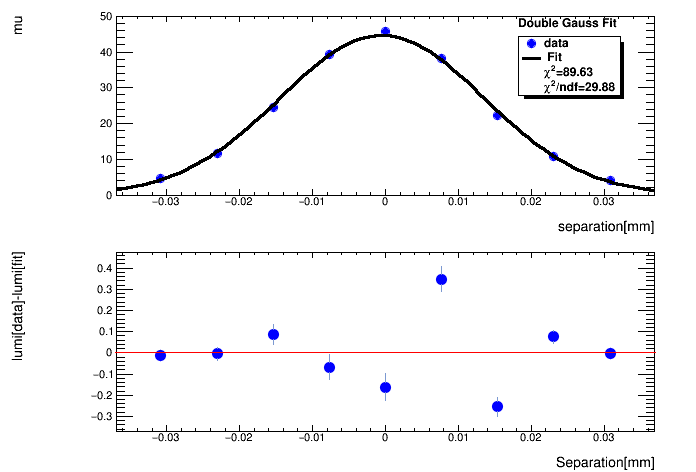 mu
50
40
30
20
10
0
Double Gauss Fit
data
Fit
χ²=89.63
χ²/ndf=29.88
−0.03 −0.02 −0.01 0 0.01 0.02 0.03
separation[mm]
lumi[data]-lumi[fit]
0.4
0.3
0.2
0.1
0
−0.1
−0.2
−0.3
−0.03 −0.02 −0.01 0 0.01 0.02 0.03
Separation[mm]